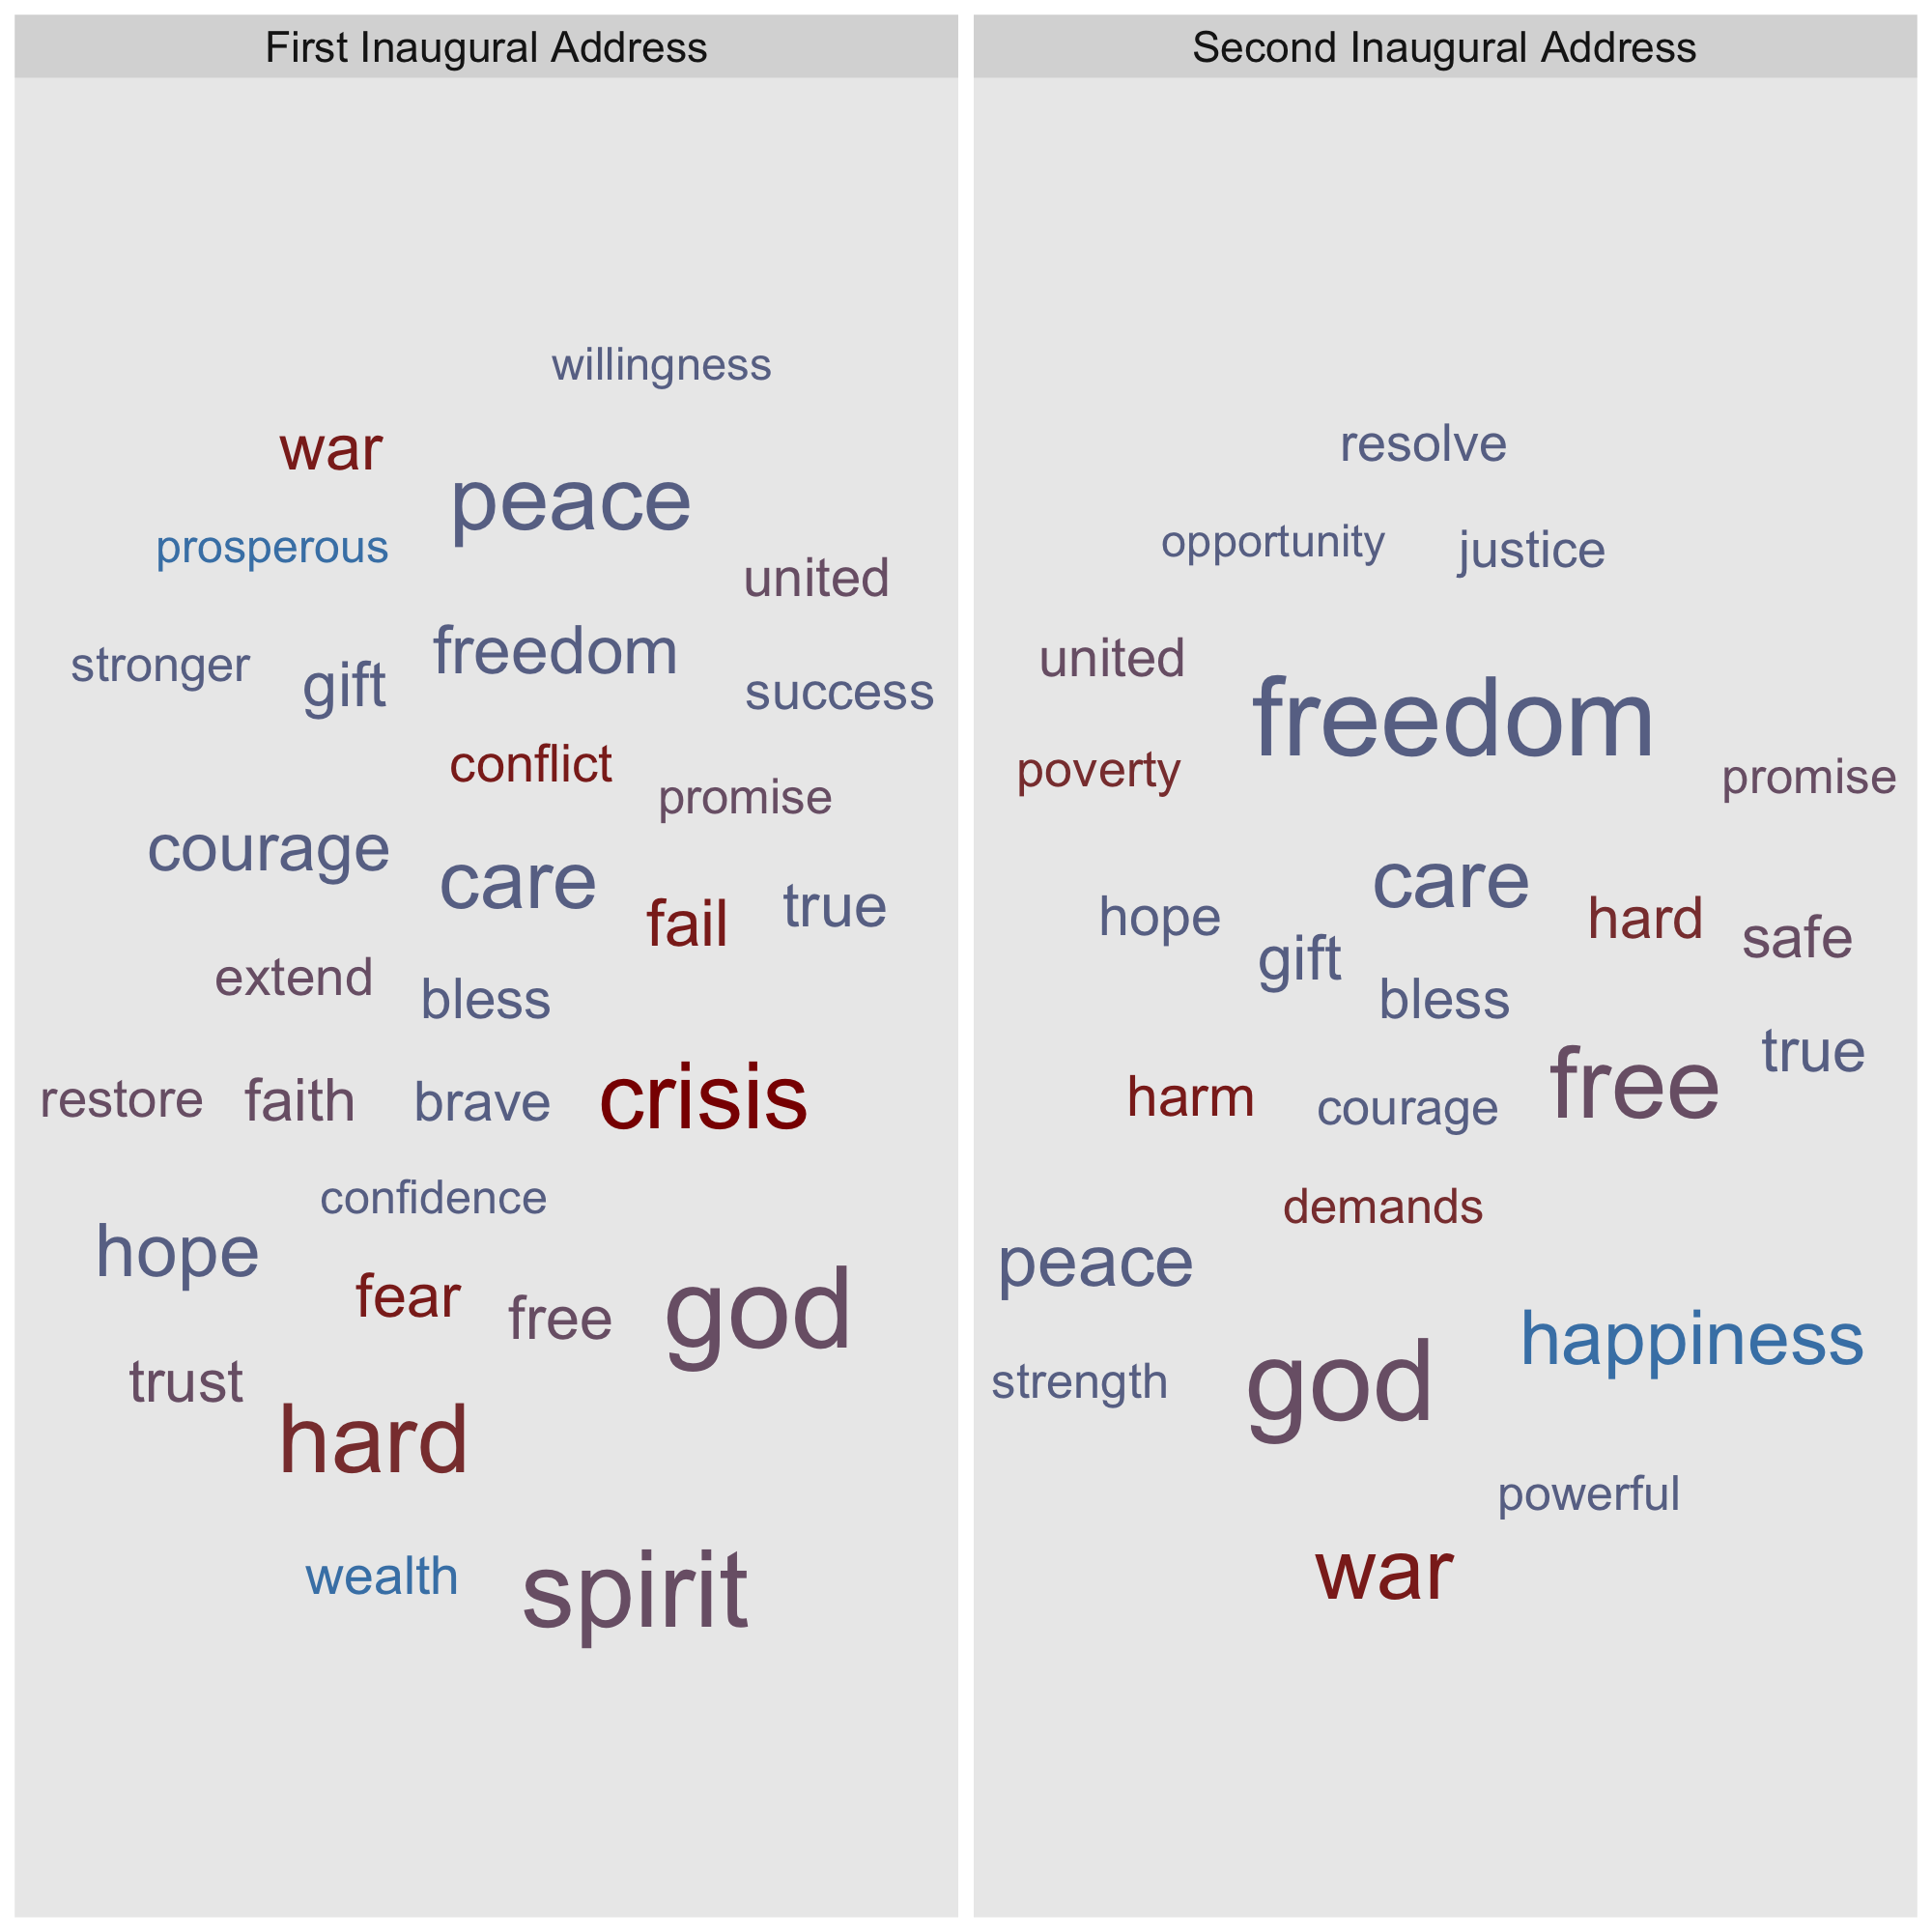 First Inaugural Address
willingness
war
peace
prosperous
united
freedom
stronger
gift
success
conflict
promise
courage
care
fail
true
extend
bless
restore
faith
brave
crisis
confidence
hope
fear
free
god
trust
hard
wealth
spirit
Second Inaugural Address
resolve
opportunity
justice
united
freedom
poverty
promise
care
hope
hard
safe
gift
bless
true
free
harm
courage
demands
peace
happiness
strength
god
powerful
war